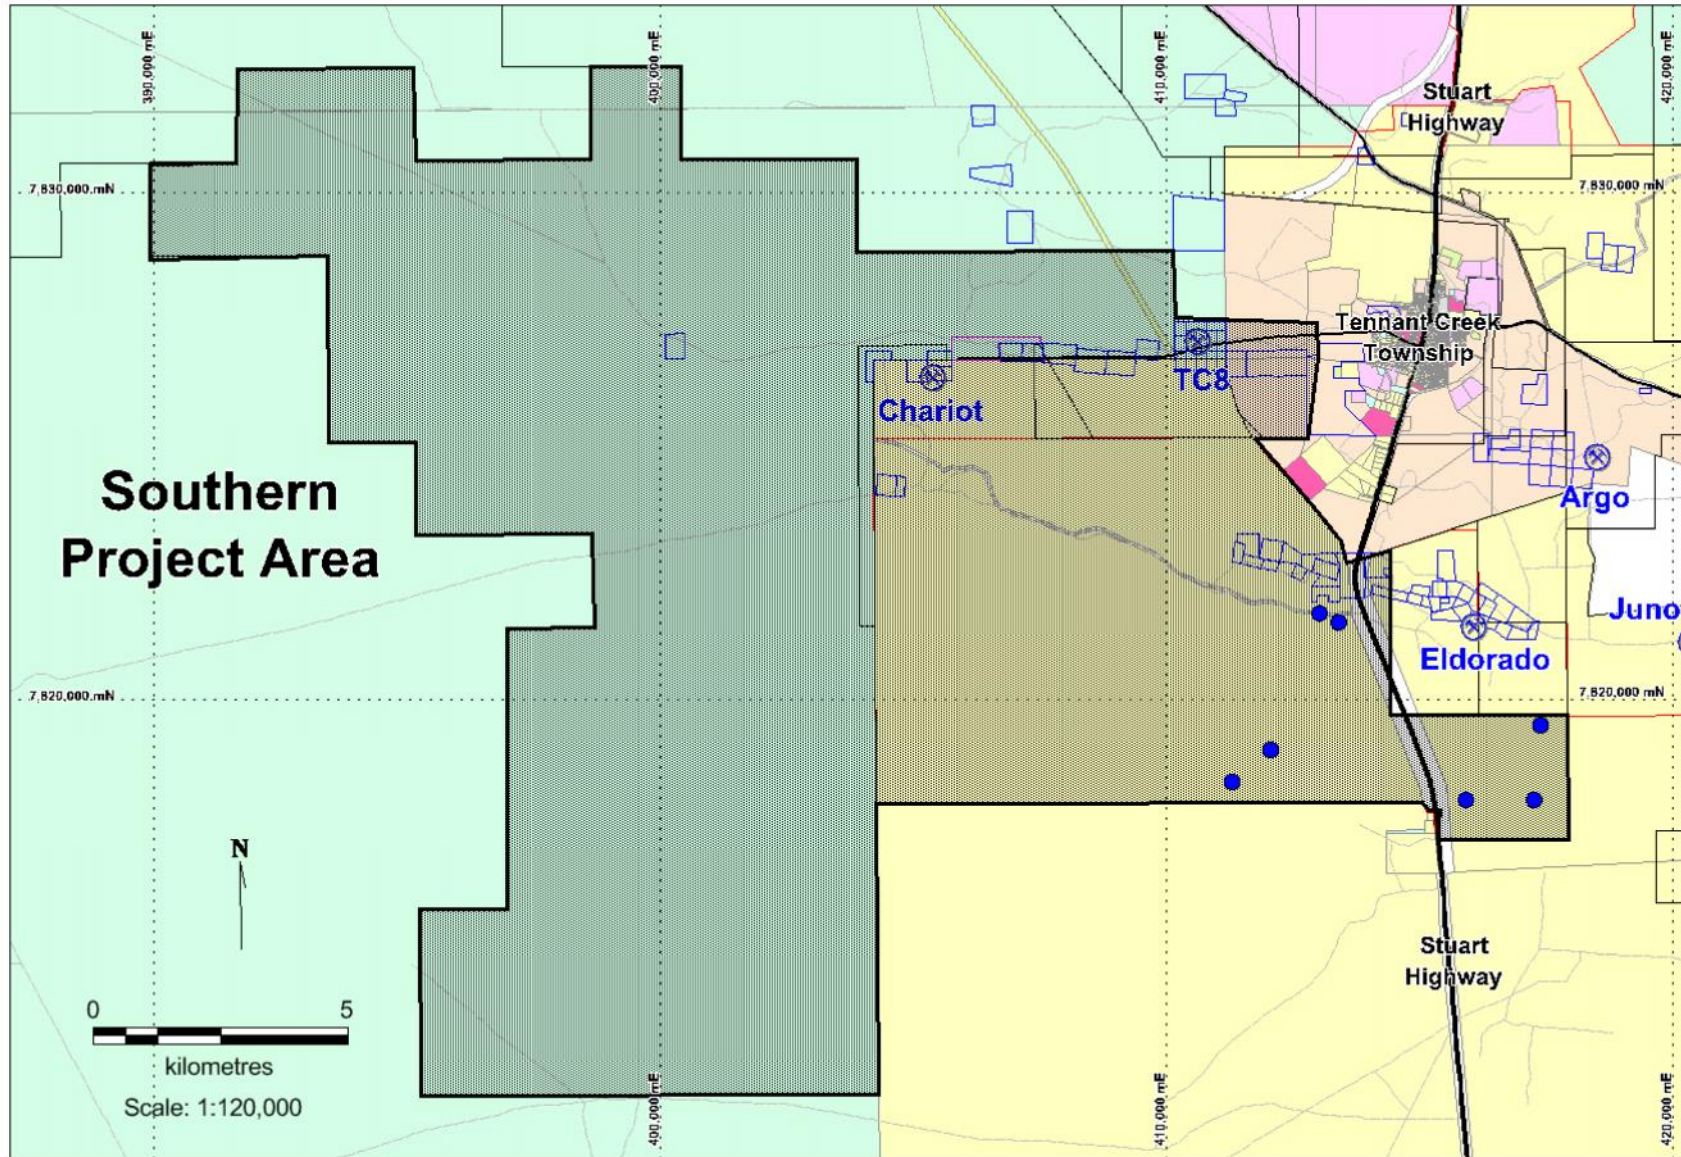 390,000 mE
400,000 mE
410,000 mE
420,000 mE
Stuart
Highway
7,830,000 mN
7,830,000 mN
Tennant Creek
Township
TC8
Chariot
Southern
Project Area
Argo
Juno
Eldorado
7,820,000 mN
7,820,000 mN
N
Stuart
Highway
0 5
kilometres
Scale: 1:120,000
400,000 mE
410,000 mE
420,000 mE